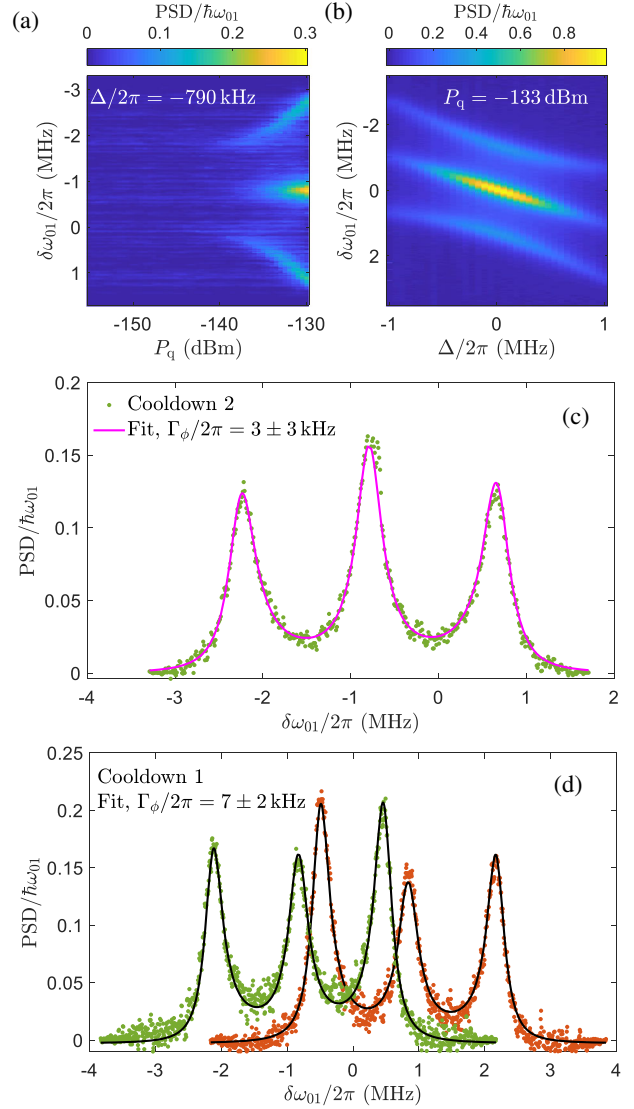 (a)
PSD/ħω₀₁
0 0.1 0.2 0.3
Δ/2π = −790 kHz
-3
-2
-1
0
1
δω₀₁/2π (MHz)
-150 -140 -130
P_q (dBm)
(b)
PSD/ħω₀₁
0 0.2 0.4 0.6 0.8
P_q = −133 dBm
-2
0
2
δω₀₁/2π (MHz)
-1 0 1
Δ/2π (MHz)
(c)
Cooldown 2
Fit, Γ_ϕ/2π = 3 ± 3 kHz
0.2
0.15
0.1
0.05
0
PSD/ħω₀₁
-4 -3 -2 -1 0 1 2
δω₀₁/2π (MHz)
(d)
Cooldown 1
Fit, Γ_ϕ/2π = 7 ± 2 kHz
0.25
0.20
0.15
0.1
0.05
0
PSD/ħω₀₁
-4 -3 -2 -1 0 1 2 3 4
δω₀₁/2π (MHz)